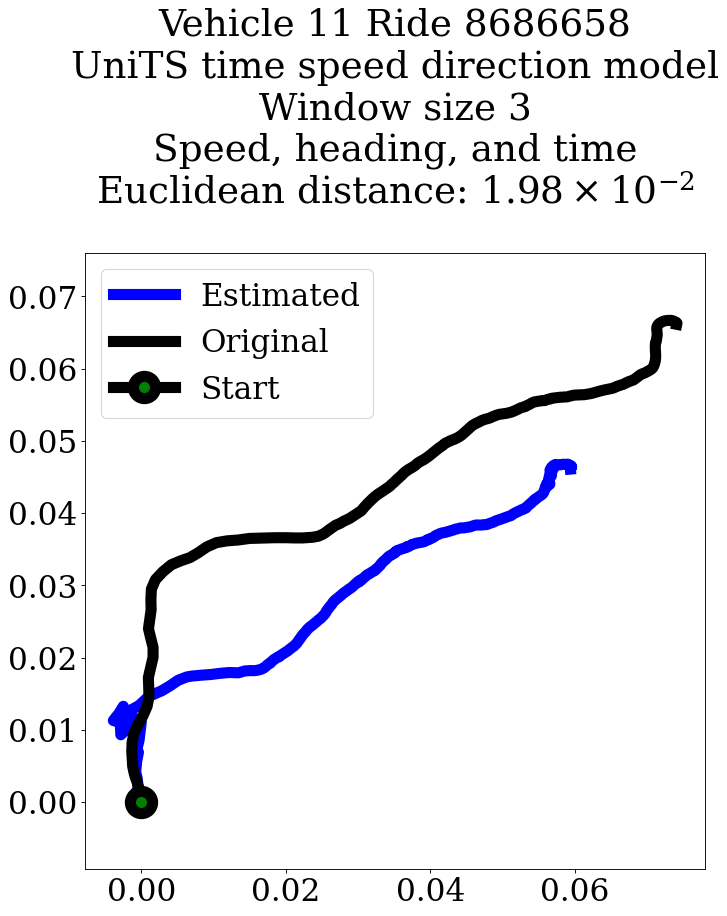 Vehicle 11 Ride 8686658
UniTS time speed direction model
Window size 3
Speed, heading, and time
Euclidean distance: $1.98 \times 10^{-2}$
Estimated
Original
Start
0.07
0.06
0.05
0.04
0.03
0.02
0.01
0.00
0.00 0.02 0.04 0.06